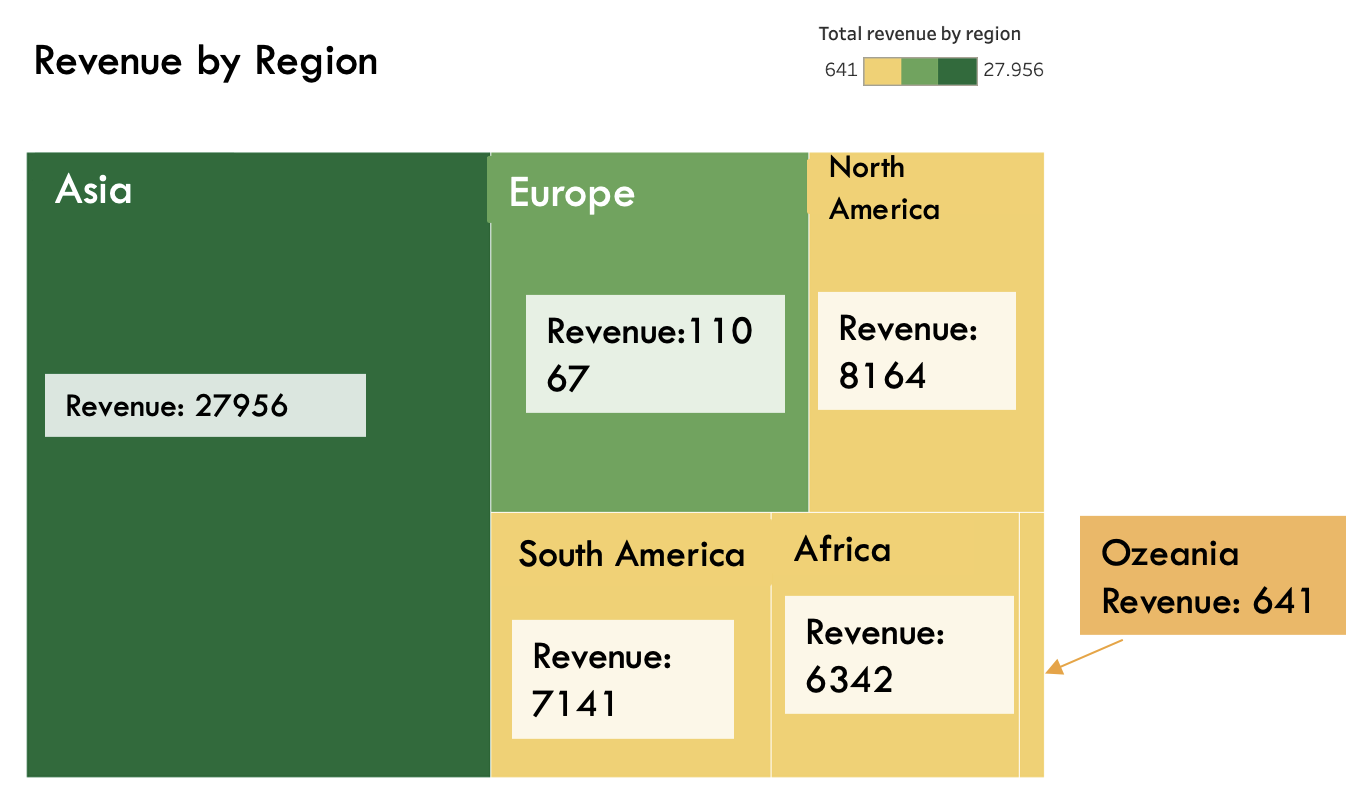 Revenue by Region
Total revenue by region
641 27.956
Asia
Revenue: 27956
Europe
Revenue:110
67
North
America
Revenue:
8164
South America
Revenue:
7141
Africa
Revenue:
6342
Ozeania
Revenue: 641